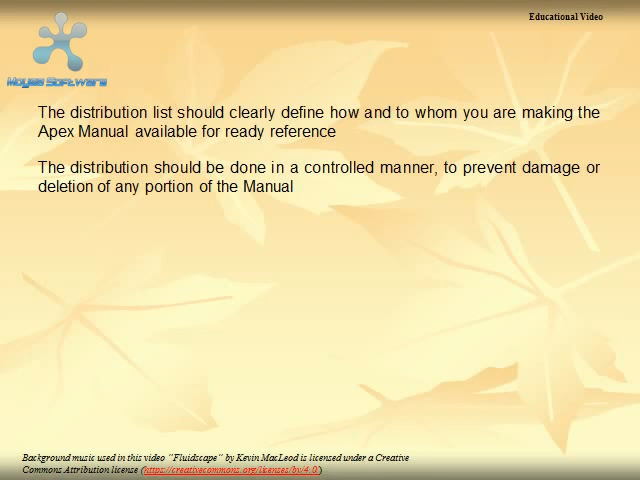 Educational Video
Moyea Software
The distribution list should clearly define how and to whom you are making the
Apex Manual available for ready reference
The distribution should be done in a controlled manner, to prevent damage or
deletion of any portion of the Manual
Background music used in this video "Fluidscape" by Kevin MacLeod is licensed under a Creative
Commons Attribution license (https://creativecommons.org/licenses/by/4.0/)